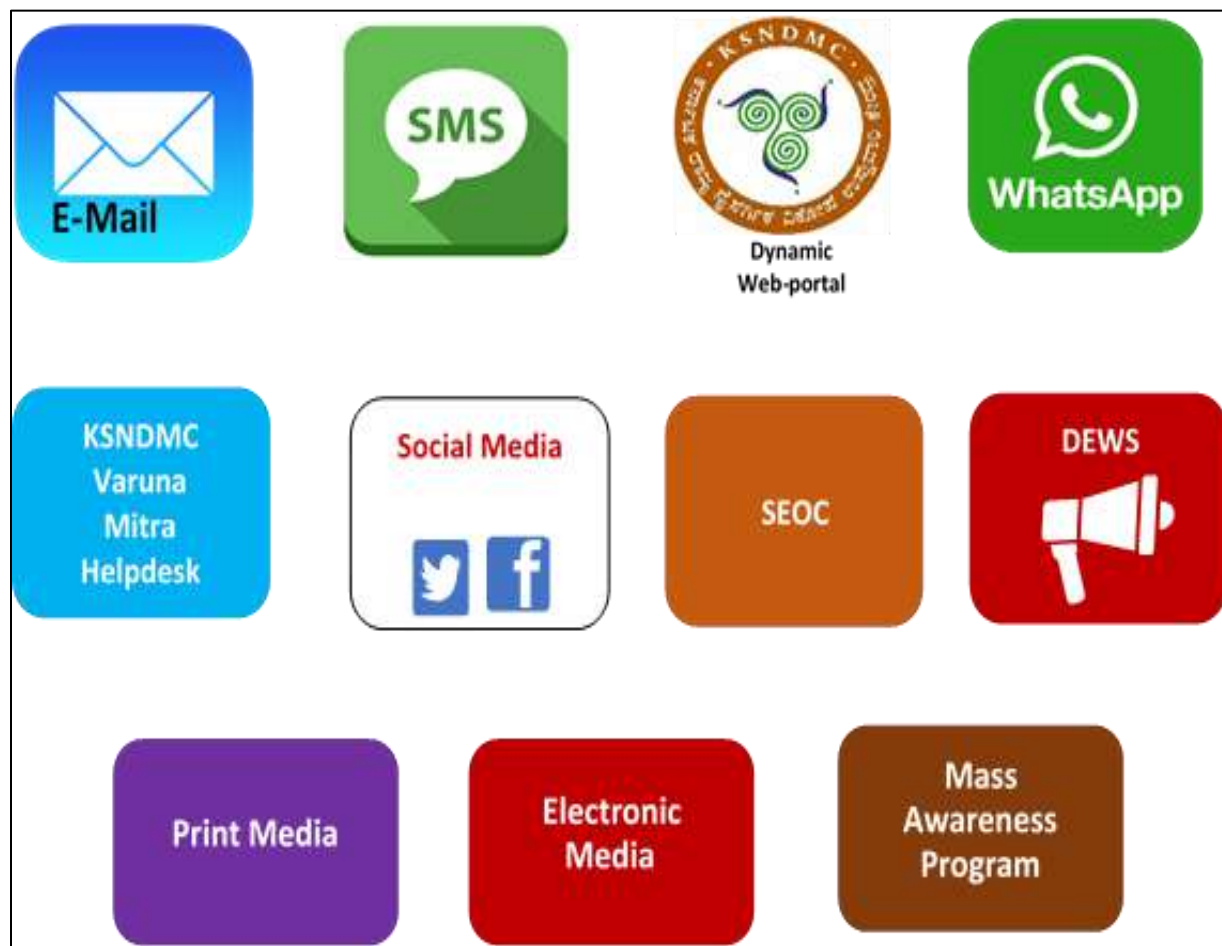 E-Mail
SMS
KSNDMC
Dynamic
Web-portal
WhatsApp
KSNDMC
Varuna
Mitra
Helpdesk
Social Media
SEOC
DEWS
Print Media
Electronic
Media
Mass
Awareness
Program